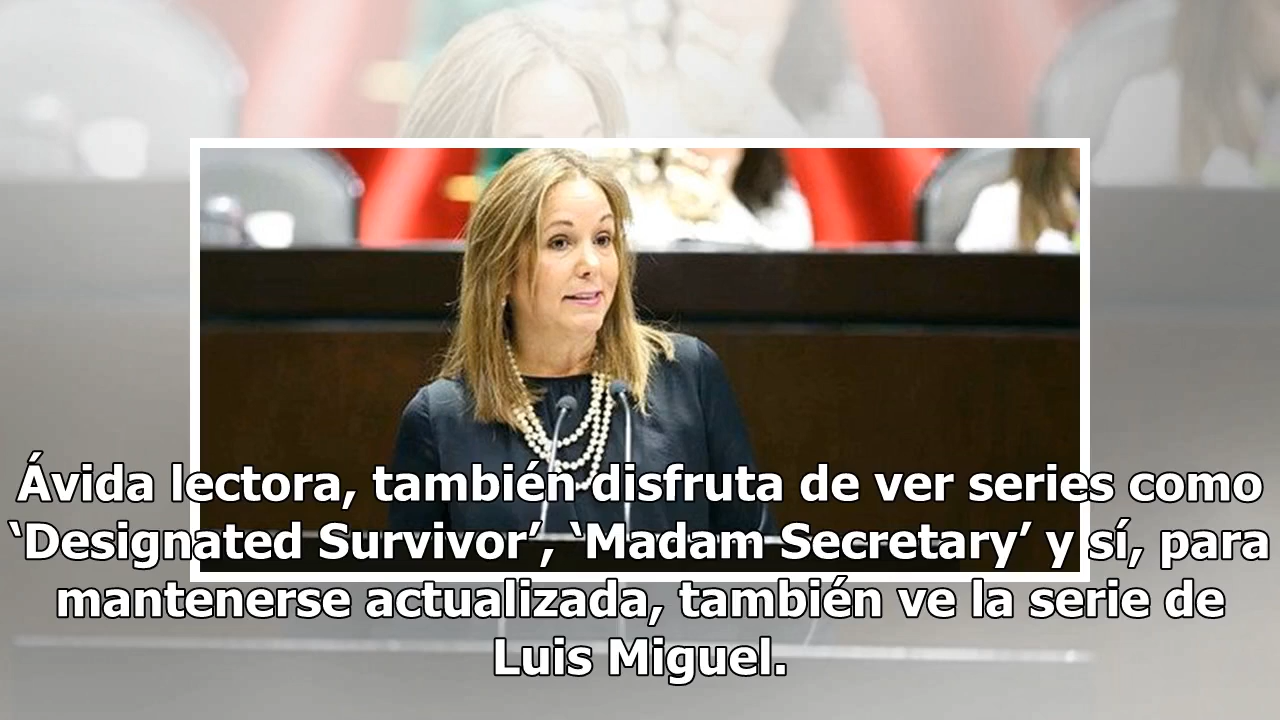 Ávida lectora, también disfruta de ver series como
‘Designated Survivor’, ‘Madam Secretary’ y sí, para
mantenerse actualizada, también ve la serie de
Luis Miguel.